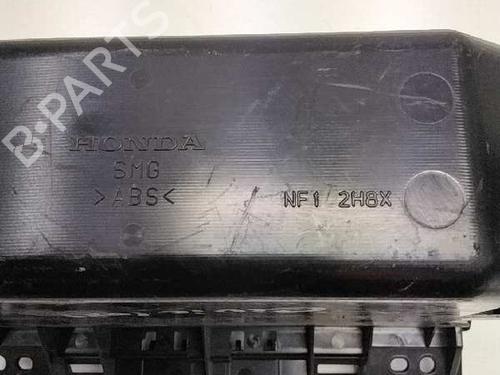 B-PARTS
HONDA
SMG
>ABS<
NF1 2H8X